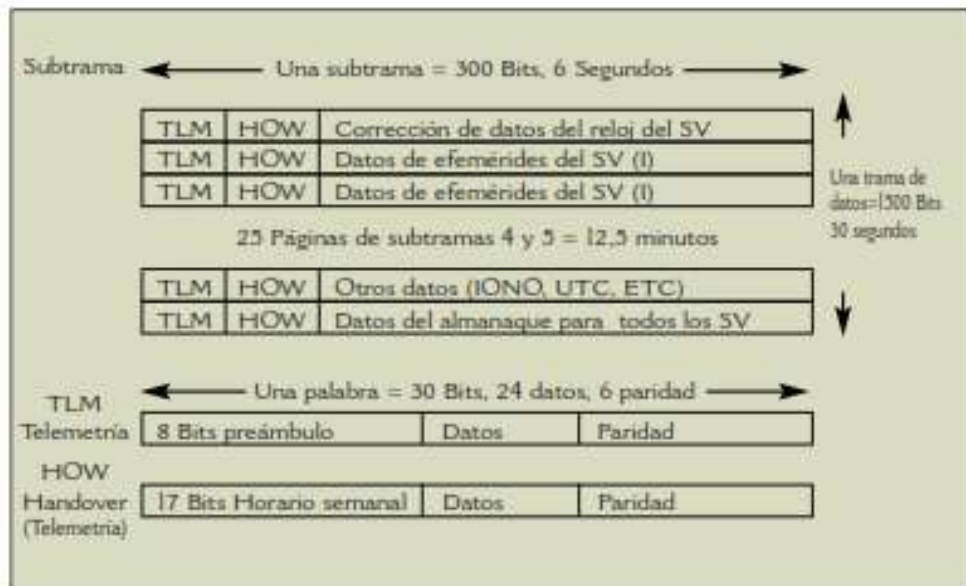 Subtrama
Una subtrama = 300 Bits, 6 Segundos
TLM HOW Corrección de datos del reloj del SV
TLM HOW Datos de efemérides del SV (I)
TLM HOW Datos de efemérides del SV (I)
Una trama de
datos=1500 Bits
30 segundos
25 Páginas de subtramas 4 y 5 = 12,5 minutos
TLM HOW Otros datos (IONO, UTC, ETC)
TLM HOW Datos del almanaque para todos los SV
Una palabra = 30 Bits, 24 datos, 6 paridad
TLM
Telemetría 8 Bits preámbulo Datos Paridad
HOW
Handover 17 Bits Horario semanal Datos Paridad
(Telemetria)